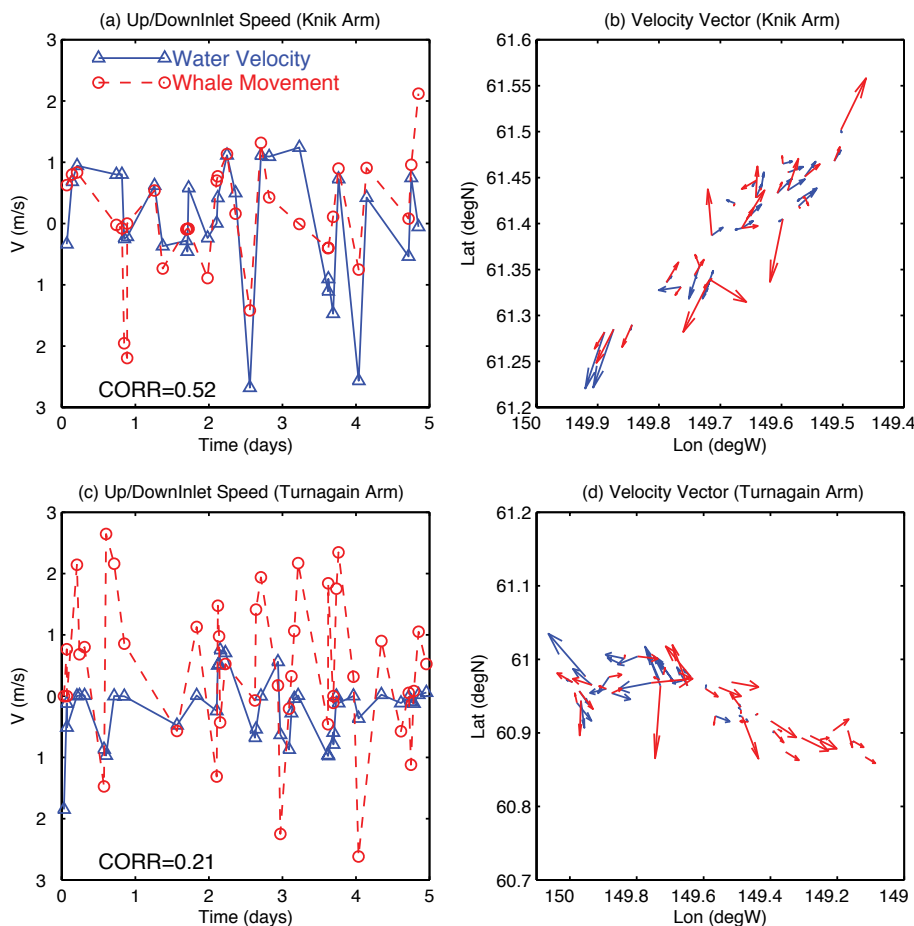 (a) Up/DownInlet Speed (Knik Arm)
3
2
1
0
1
2
3
V (m/s)
Water Velocity
Whale Movement
CORR=0.52
0 1 2 3 4 5
Time (days)
(b) Velocity Vector (Knik Arm)
61.6
61.55
61.5
61.45
61.4
61.35
61.3
61.25
61.2
Lat (degN)
150 149.9 149.8 149.7 149.6 149.5 149.4
Lon (degW)
(c) Up/DownInlet Speed (Turnagain Arm)
3
2
1
0
1
2
3
V (m/s)
CORR=0.21
0 1 2 3 4 5
Time (days)
(d) Velocity Vector (Turnagain Arm)
61.2
61.1
61
60.9
60.8
60.7
Lat (degN)
150 149.8 149.6 149.4 149.2 149
Lon (degW)